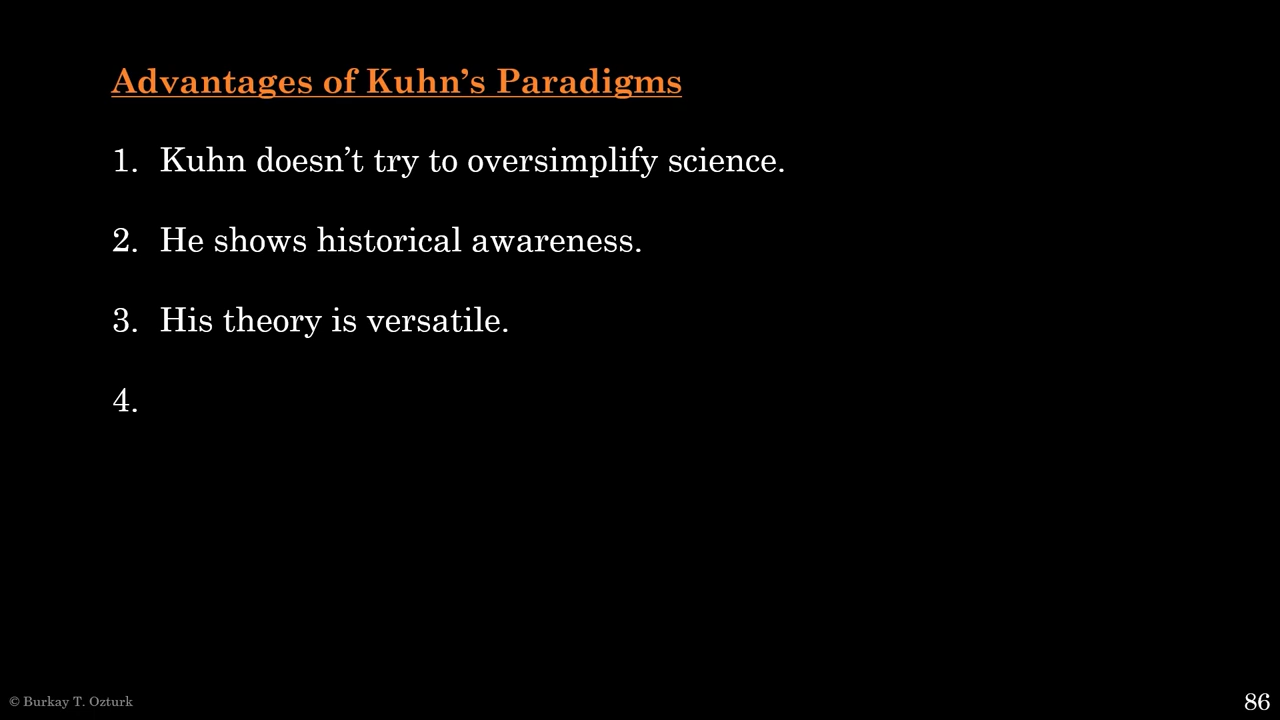 Advantages of Kuhn’s Paradigms
1. Kuhn doesn’t try to oversimplify science.
2. He shows historical awareness.
3. His theory is versatile.
4.
© Burkay T. Ozturk
86